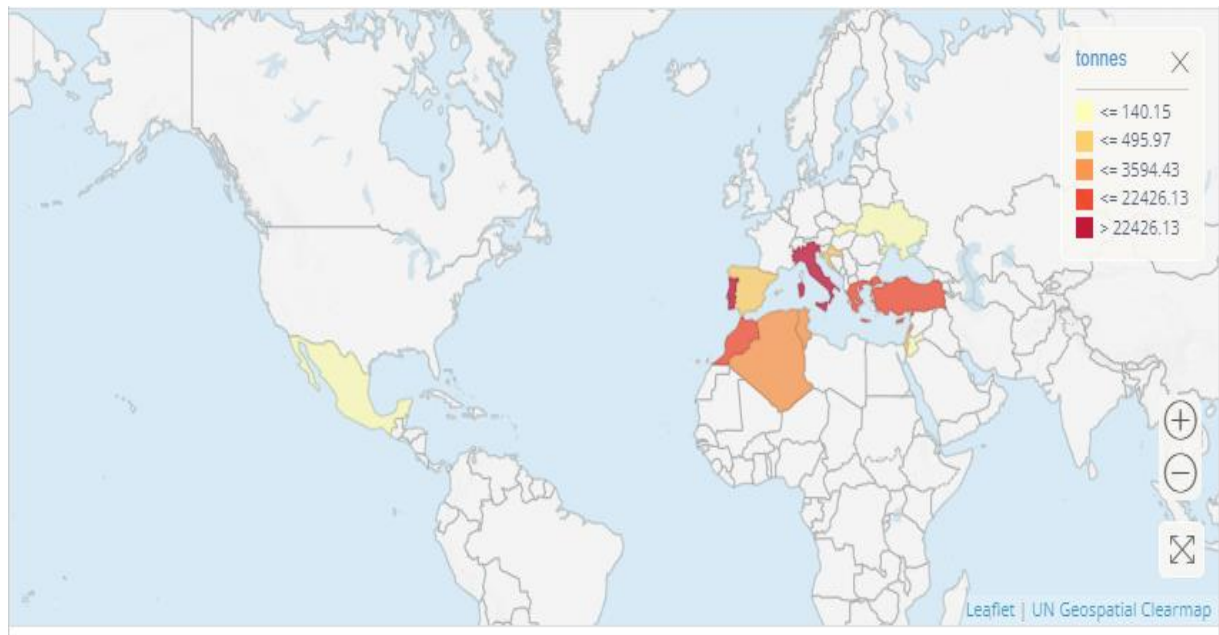 tonnes
<= 140.15
<= 495.97
<= 3594.43
<= 22426.13
> 22426.13
Leaflet | UN Geospatial Clearmap